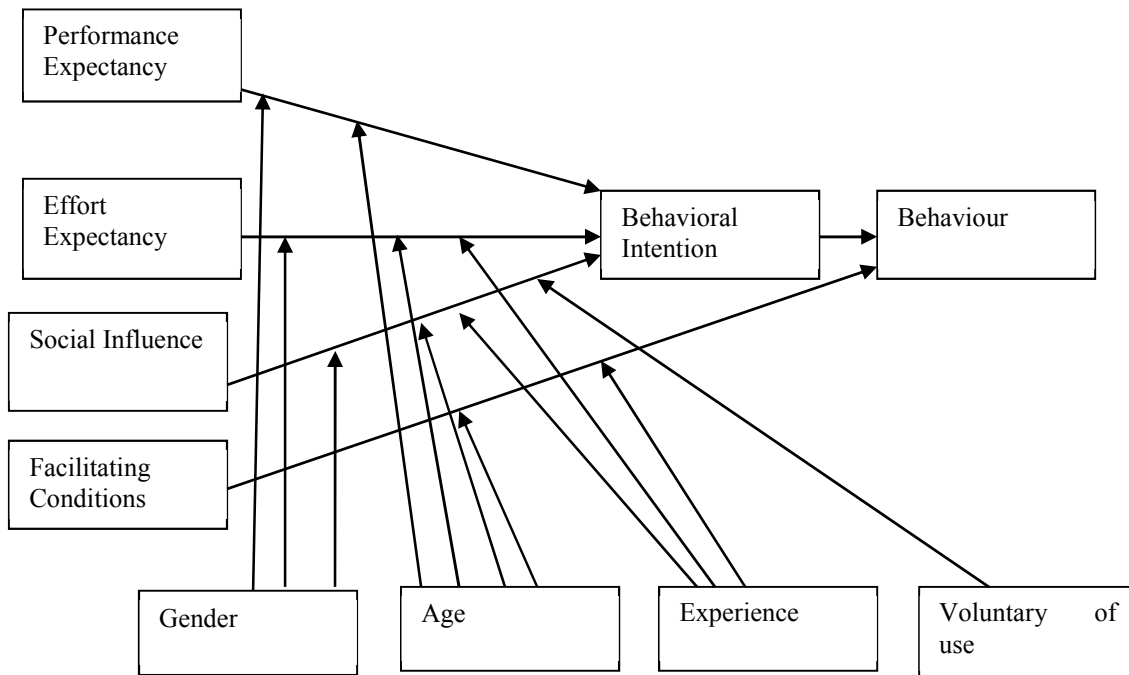 Performance
Expectancy
Effort
Expectancy
Behavioral
Intention
Behaviour
Social Influence
Facilitating
Conditions
Gender
Age
Experience
Voluntary of
use